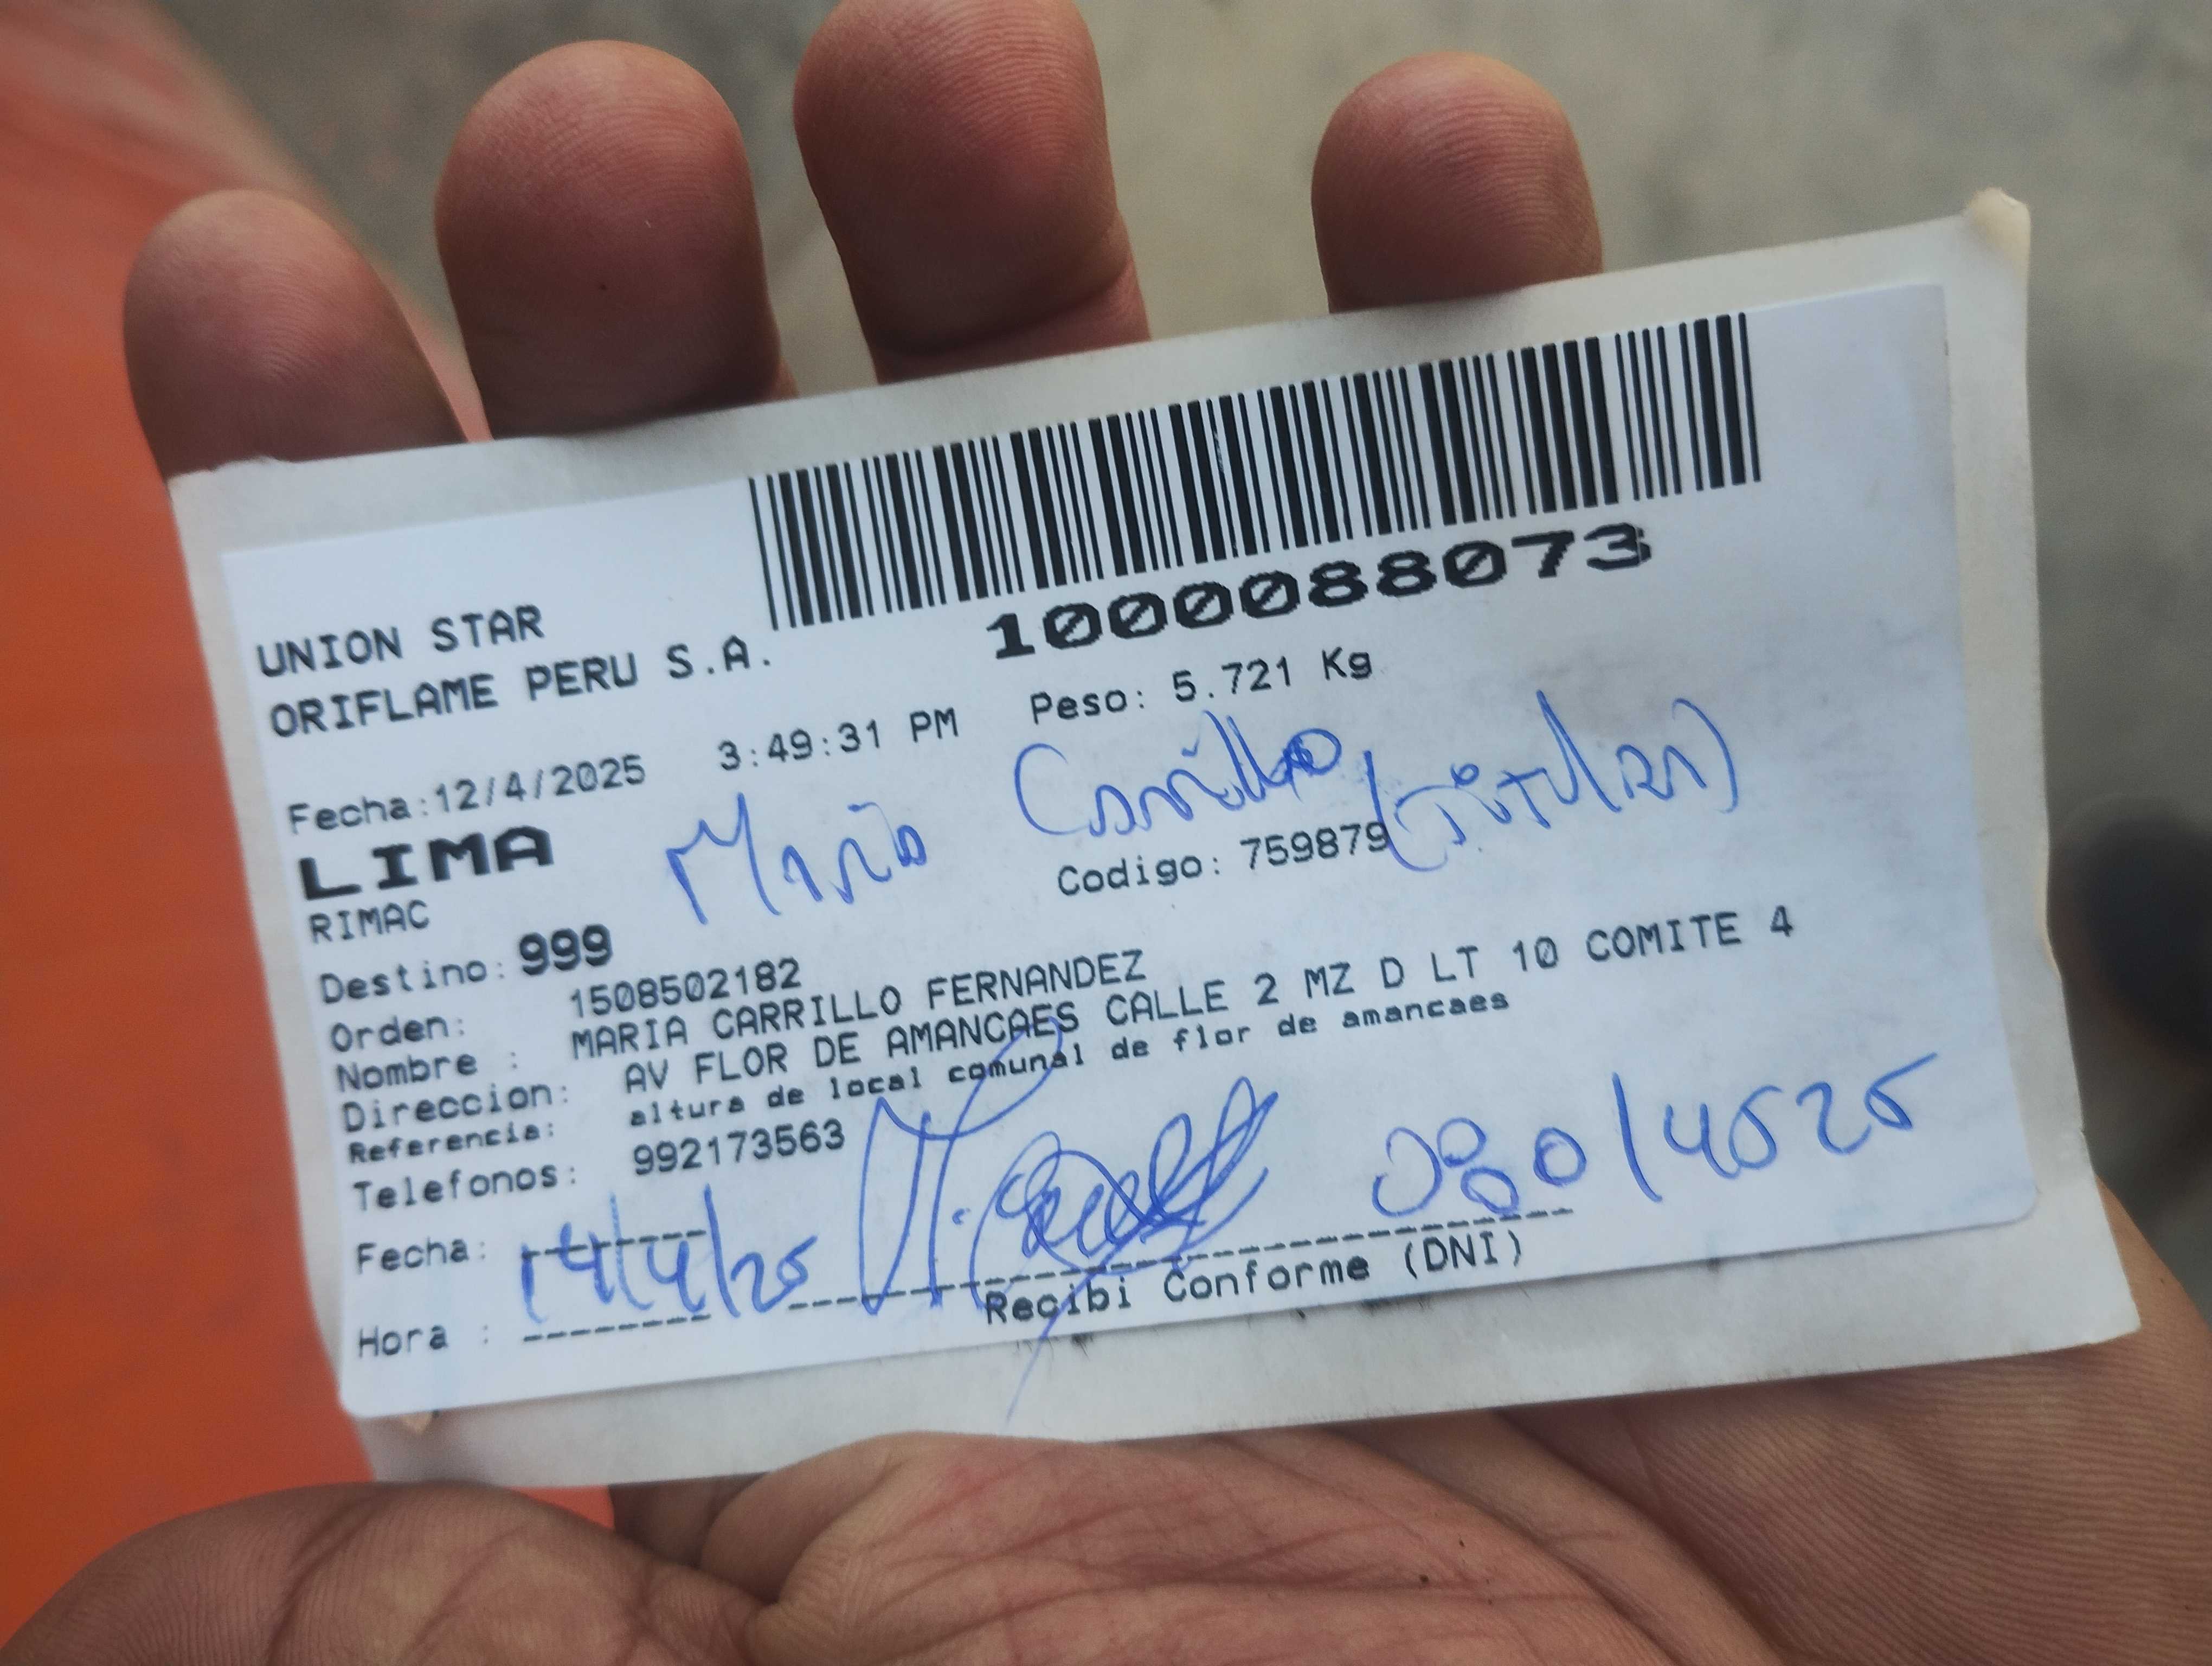 1000088073
UNION STAR
ORIFLAME PERU S.A.
Fecha:12/4/2025 3:49:31 PM Peso: 5.721 Kg
LIMA
Maria Carrillo (Titular)
RIMAC
Codigo: 759879
Destino: 999
Orden: 1508502182
Nombre : MARIA CARRILLO FERNANDEZ
Direccion: AV FLOR DE AMANCAES CALLE 2 MZ D LT 10 COMITE 4
Referencia: altura de local comunal de flor de amancaes
Telefonos: 992173563
Fecha: 14/4/25
Hora :
Recibi Conforme (DNI)